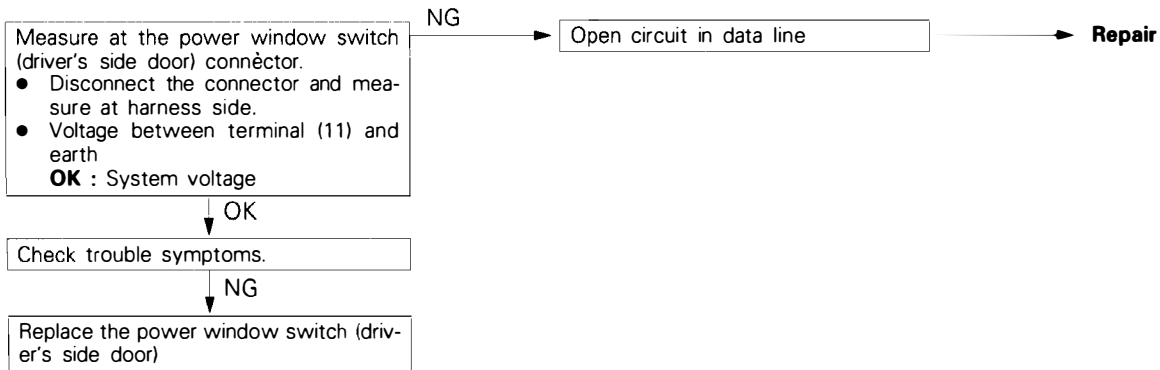 Measure at the power window switch
(driver's side door) connèctor.
● Disconnect the connector and mea-
sure at harness side.
● Voltage between terminal (11) and
earth
OK : System voltage
NG
Open circuit in data line
Repair
OK
Check trouble symptoms.
NG
Replace the power window switch (driv-
er's side door)